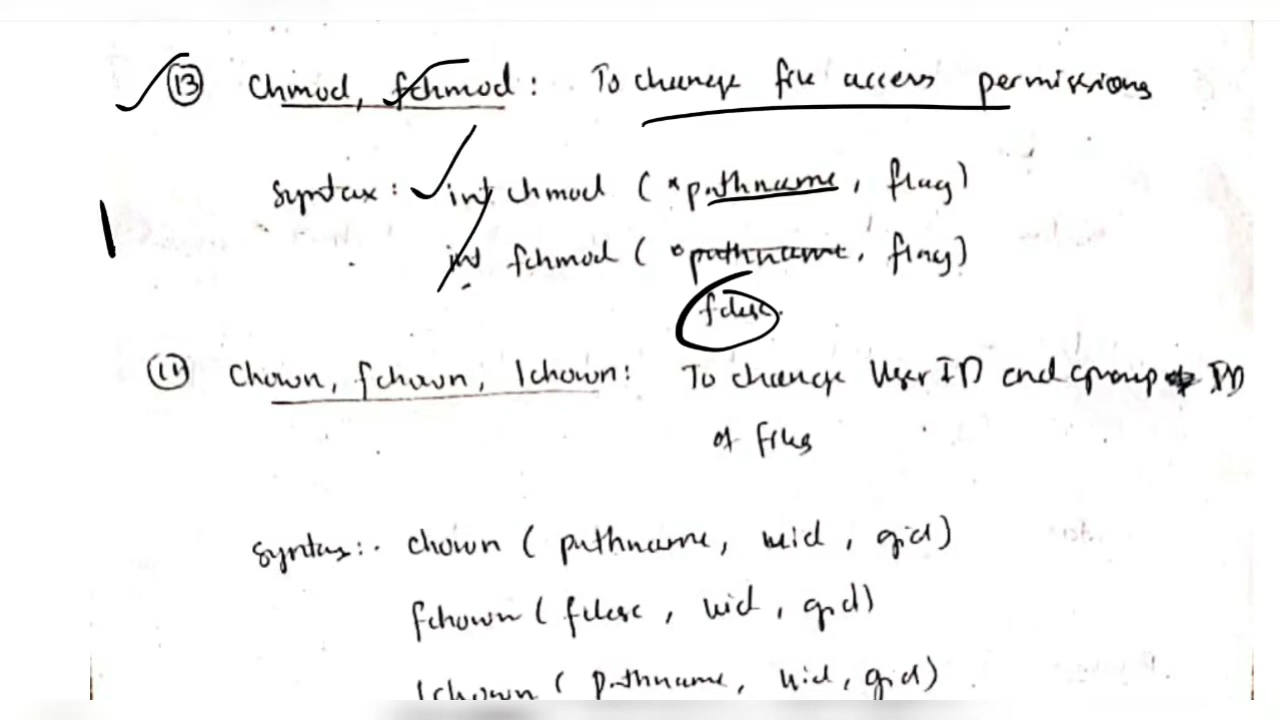 (13) Chmod, fchmod : To change file access permissions
Syntax : int chmod ( *pathname, flag)
int fchmod ( *pathname, flag)
fdesc
Chown, fchown, lchown : To change User ID and group ID
of files
Syntax : chown ( pathname, uid, gid)
fchown ( fdesc, uid, gid)
lchown ( pathname, uid, gid)